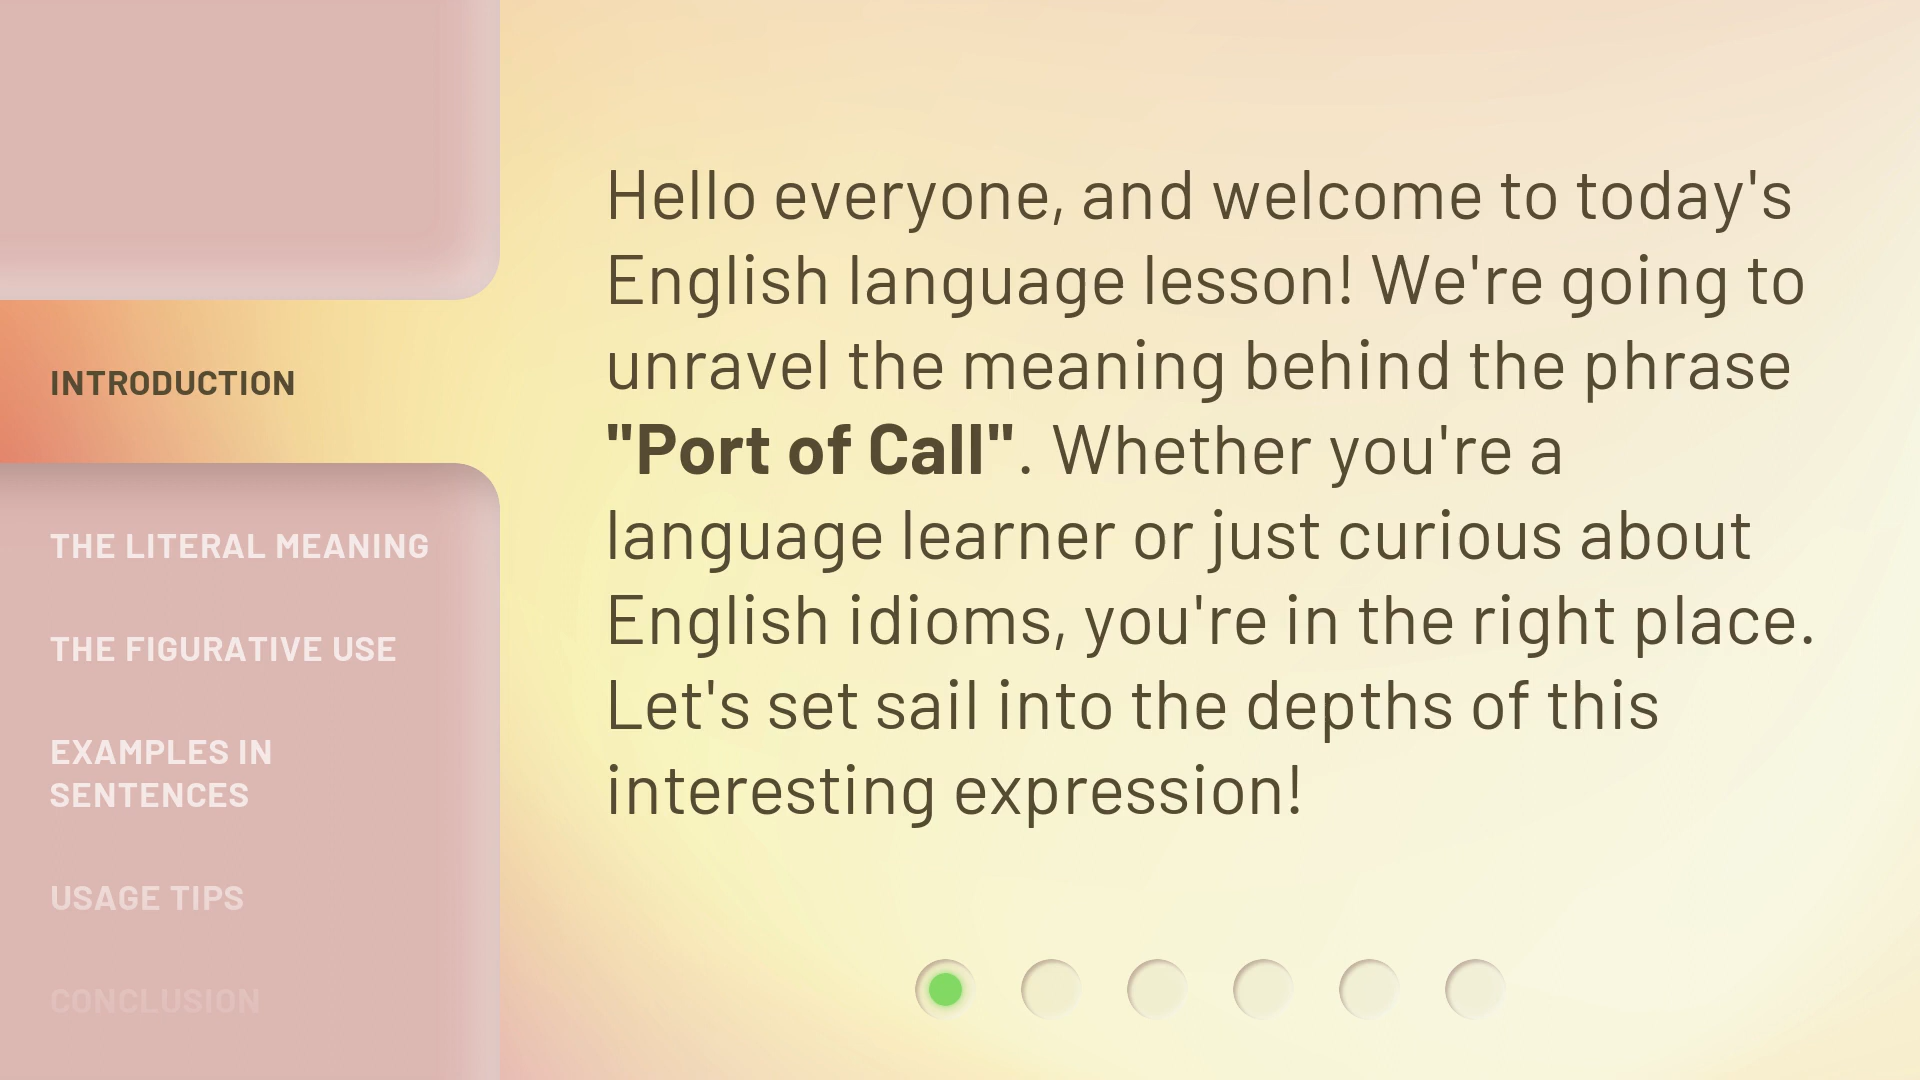 INTRODUCTION
THE LITERAL MEANING
THE FIGURATIVE USE
EXAMPLES IN
SENTENCES
USAGE TIPS
CONCLUSION
Hello everyone, and welcome to today's
English language lesson! We're going to
unravel the meaning behind the phrase
"Port of Call". Whether you're a
language learner or just curious about
English idioms, you're in the right place.
Let's set sail into the depths of this
interesting expression!